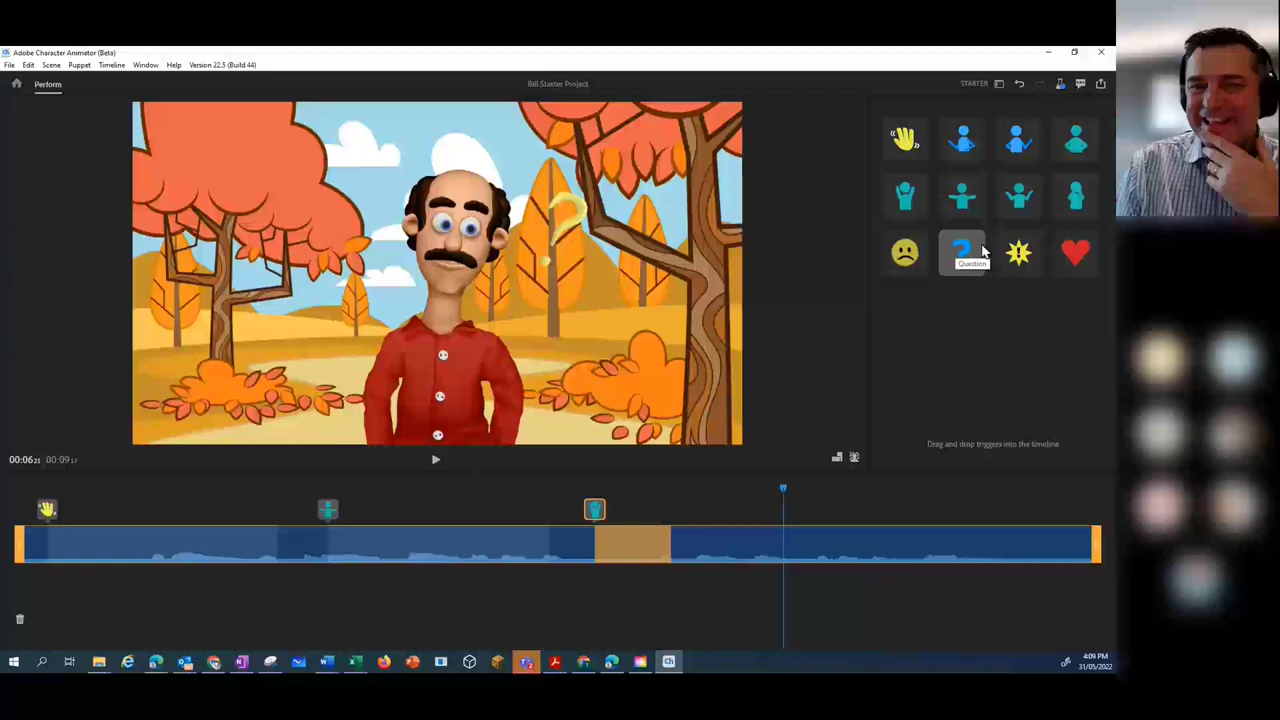 Adobe Character Animator (Beta)
File Edit Scene Puppet Timeline Window Help Version 22.5 (Build 44)
Perform
Bill Starter Project
STARTER
?
?
Question
Drag and drop triggers into the timeline
00:06 21 00:09 17
4:09 PM
31/05/2022